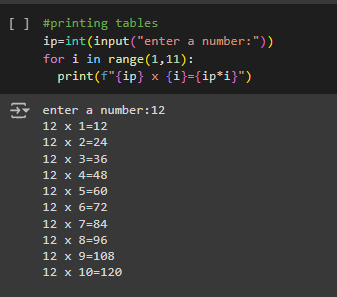 [ ] #printing tables
ip=int(input("enter a number:"))
for i in range(1,11):
  print(f"{ip} x {i}={ip*i}")
enter a number:12
12 x 1=12
12 x 2=24
12 x 3=36
12 x 4=48
12 x 5=60
12 x 6=72
12 x 7=84
12 x 8=96
12 x 9=108
12 x 10=120